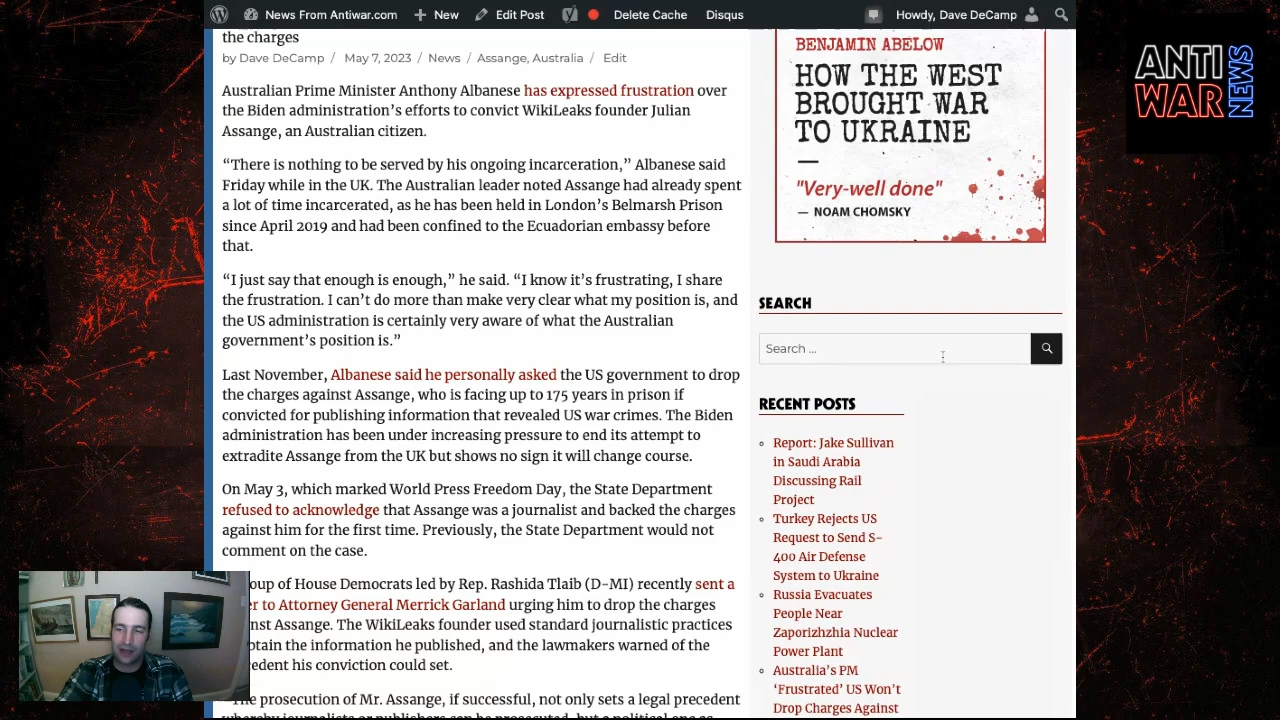 News From Antiwar.com
New
Edit Post
Delete Cache
Disqus
Howdy, Dave DeCamp
the charges
by Dave DeCamp / May 7, 2023 / News / Assange, Australia / Edit
Australian Prime Minister Anthony Albanese has expressed frustration over
the Biden administration’s efforts to convict WikiLeaks founder Julian
Assange, an Australian citizen.
“There is nothing to be served by his ongoing incarceration,” Albanese said
Friday while in the UK. The Australian leader noted Assange had already spent
a lot of time incarcerated, as he has been held in London’s Belmarsh Prison
since April 2019 and had been confined to the Ecuadorian embassy before
that.
“I just say that enough is enough,” he said. “I know it’s frustrating, I share
the frustration. I can’t do more than make very clear what my position is, and
the US administration is certainly very aware of what the Australian
government’s position is.”
Last November, Albanese said he personally asked the US government to drop
the charges against Assange, who is facing up to 175 years in prison if
convicted for publishing information that revealed US war crimes. The Biden
administration has been under increasing pressure to end its attempt to
extradite Assange from the UK but shows no sign it will change course.
On May 3, which marked World Press Freedom Day, the State Department
refused to acknowledge that Assange was a journalist and backed the charges
against him for the first time. Previously, the State Department would not
comment on the case.
oup of House Democrats led by Rep. Rashida Tlaib (D-MI) recently sent a
er to Attorney General Merrick Garland urging him to drop the charges
nst Assange. The WikiLeaks founder used standard journalistic practices
btain the information he published, and the lawmakers warned of the
edent his conviction could set.
he prosecution of Mr. Assange, if successful, not only sets a legal precedent
whereby journalists or publishers can be prosecuted, but a political one as
BENJAMIN ABELOW
HOW THE WEST
BROUGHT WAR
TO UKRAINE
"Very-well done"
— NOAM CHOMSKY
SEARCH
Search ...
RECENT POSTS
Report: Jake Sullivan
in Saudi Arabia
Discussing Rail
Project
Turkey Rejects US
Request to Send S-
400 Air Defense
System to Ukraine
Russia Evacuates
People Near
Zaporizhzhia Nuclear
Power Plant
Australia’s PM
‘Frustrated’ US Won’t
Drop Charges Against
ANTI
WAR
NEWS